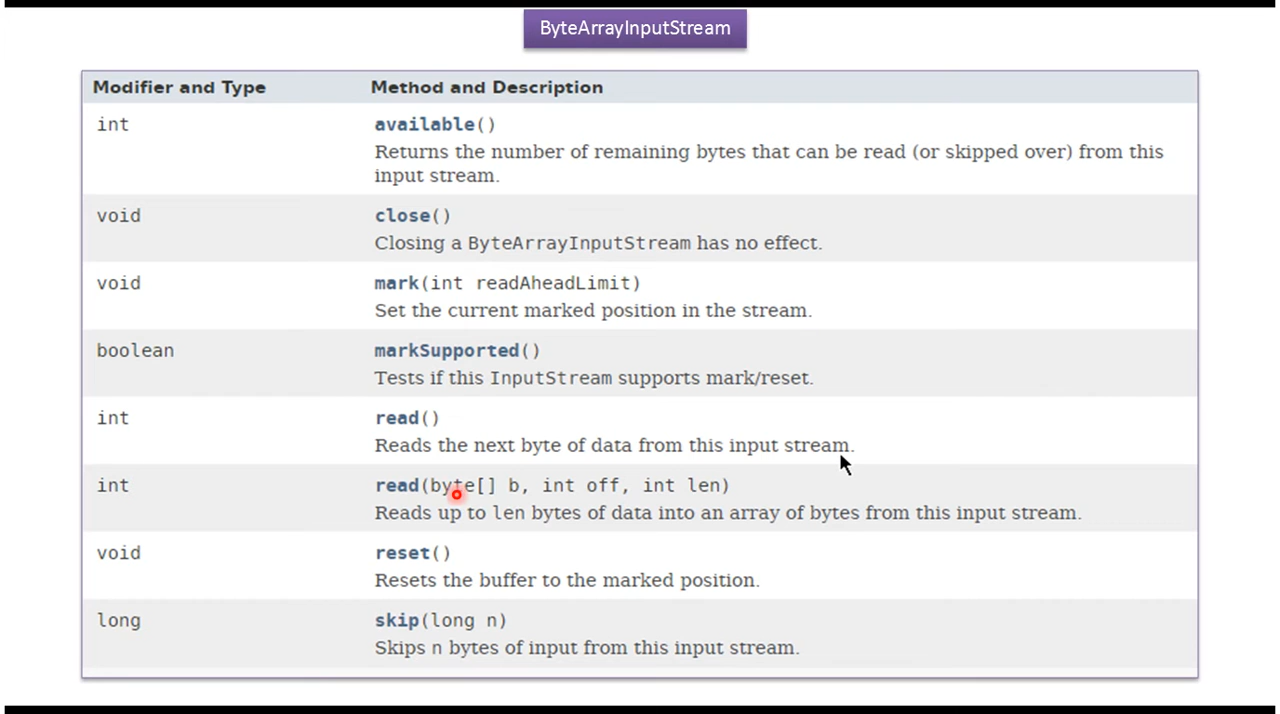 ByteArrayInputStream
Modifier and Type Method and Description
int available()
Returns the number of remaining bytes that can be read (or skipped over) from this
input stream.
void close()
Closing a ByteArrayInputStream has no effect.
void mark(int readAheadLimit)
Set the current marked position in the stream.
boolean markSupported()
Tests if this InputStream supports mark/reset.
int read()
Reads the next byte of data from this input stream.
int read(byte[] b, int off, int len)
Reads up to len bytes of data into an array of bytes from this input stream.
void reset()
Resets the buffer to the marked position.
long skip(long n)
Skips n bytes of input from this input stream.